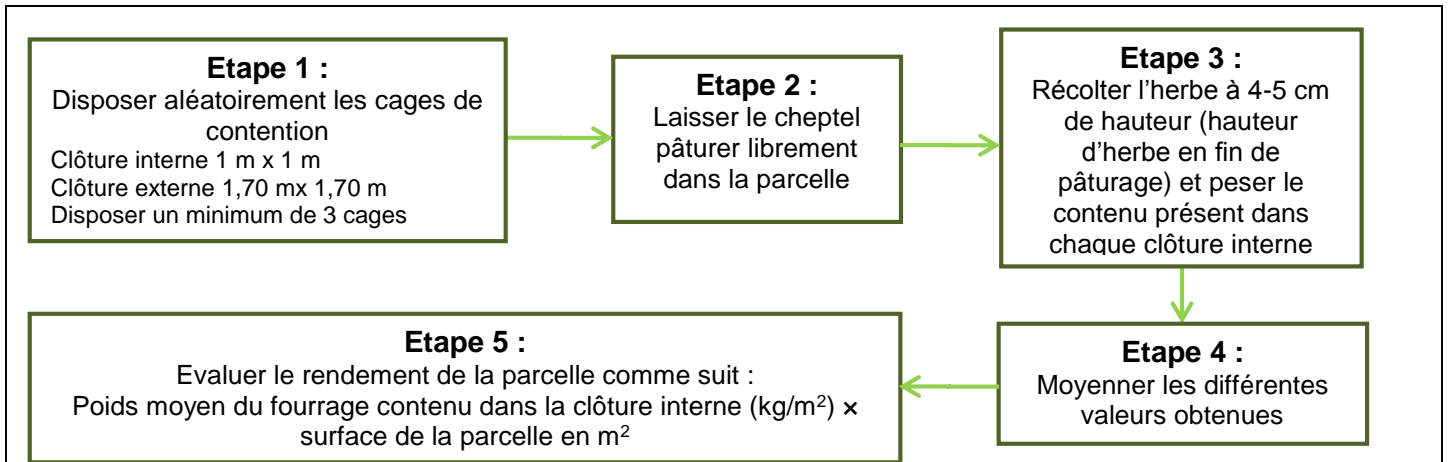 Etape 1 :
Disposer aléatoirement les cages de
contention
Clôture interne 1 m x 1 m
Clôture externe 1,70 mx 1,70 m
Disposer un minimum de 3 cages
Etape 2 :
Laisser le cheptel
pâturer librement
dans la parcelle
Etape 3 :
Récolter l’herbe à 4-5 cm
de hauteur (hauteur
d’herbe en fin de
pâturage) et peser le
contenu présent dans
chaque clôture interne
Etape 4 :
Moyenner les différentes
valeurs obtenues
Etape 5 :
Evaluer le rendement de la parcelle comme suit :
Poids moyen du fourrage contenu dans la clôture interne (kg/m²) ×
surface de la parcelle en m²